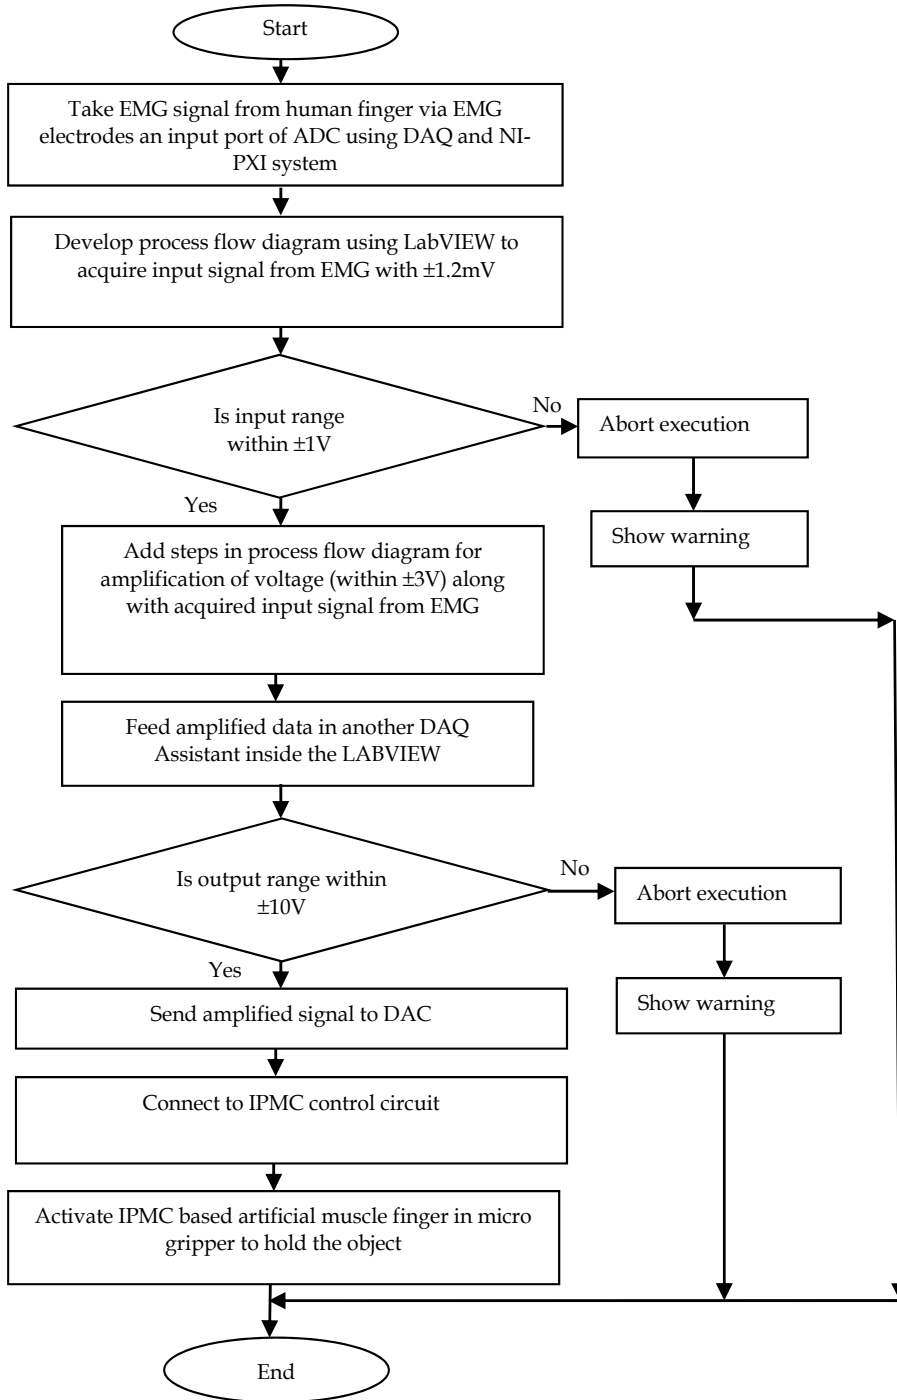 Start
Take EMG signal from human finger via EMG
electrodes an input port of ADC using DAQ and NI-
PXI system
Develop process flow diagram using LabVIEW to
acquire input signal from EMG with ±1.2mV
Is input range
within ±1V
No
Abort execution
Show warning
Yes
Add steps in process flow diagram for
amplification of voltage (within ±3V) along
with acquired input signal from EMG
Feed amplified data in another DAQ
Assistant inside the LABVIEW
Is output range within
±10V
No
Abort execution
Show warning
Yes
Send amplified signal to DAC
Connect to IPMC control circuit
Activate IPMC based artificial muscle finger in micro
gripper to hold the object
End